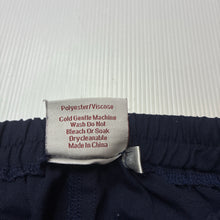 Polyester/Viscose
Cold Gentle Machine
Wash Do Not
Bleach Or Soak
Drycleanable
Made In China